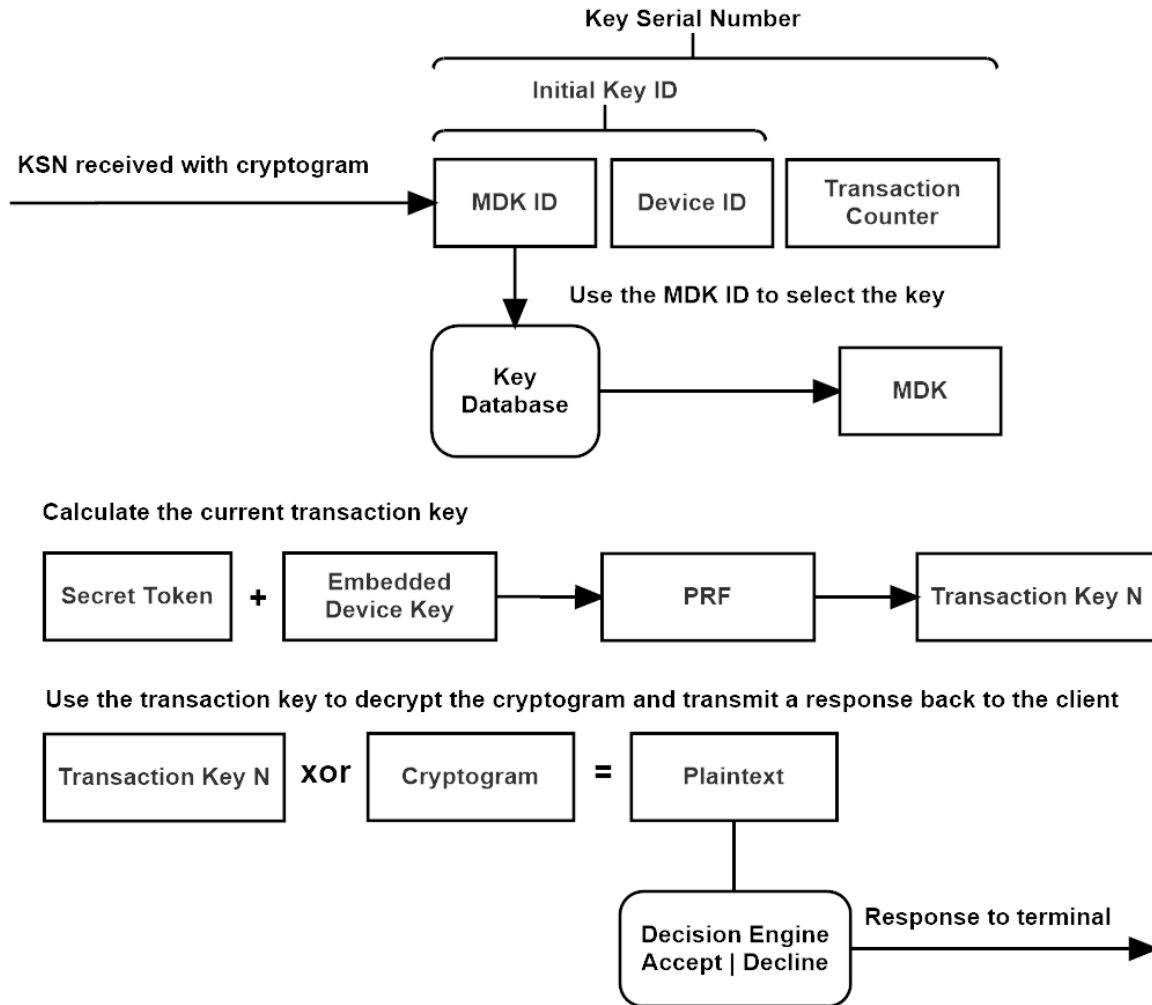 Key Serial Number
Initial Key ID
KSN received with cryptogram
MDK ID
Device ID
Transaction
Counter
Use the MDK ID to select the key
Key
Database
MDK
Calculate the current transaction key
Secret Token
+
Embedded
Device Key
PRF
Transaction Key N
Use the transaction key to decrypt the cryptogram and transmit a response back to the client
Transaction Key N
xor
Cryptogram
=
Plaintext
Decision Engine
Accept | Decline
Response to terminal